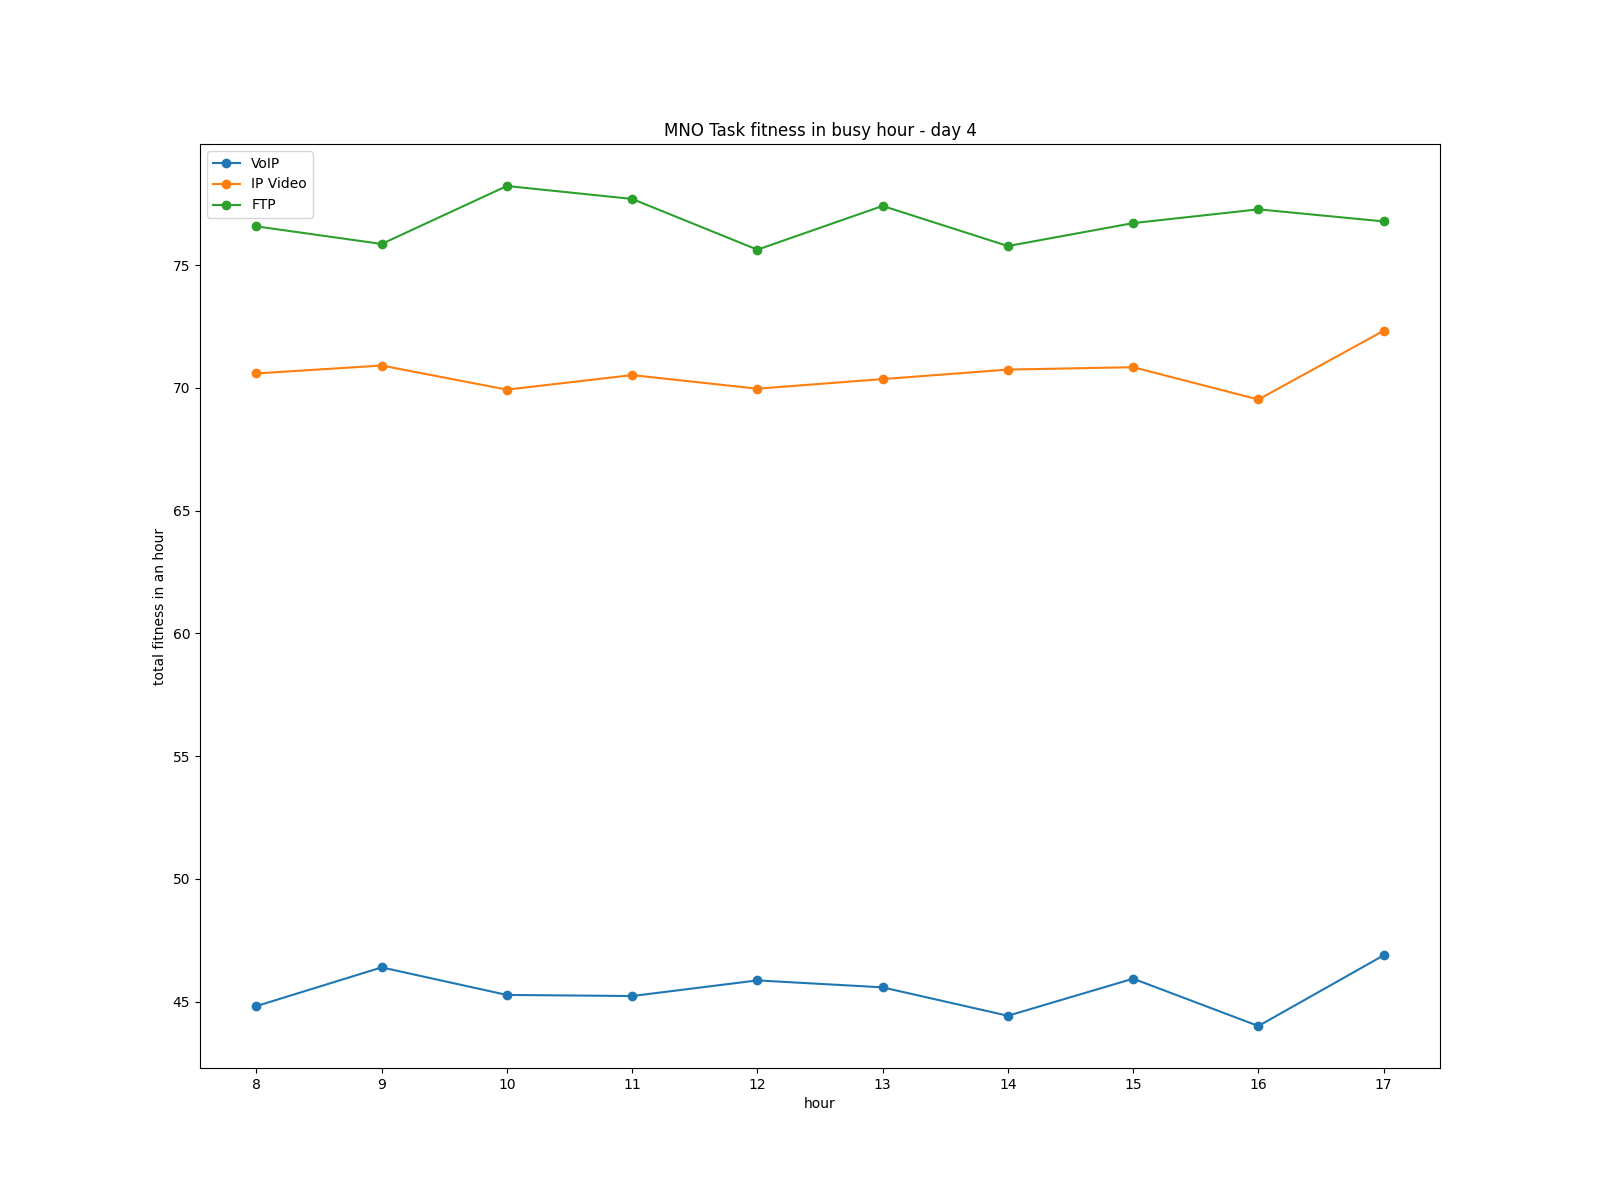 MNO Task fitness in busy hour - day 4
VoIP
IP Video
FTP
75
70
65
60
55
50
45
total fitness in an hour
8 9 10 11 12 13 14 15 16 17
hour